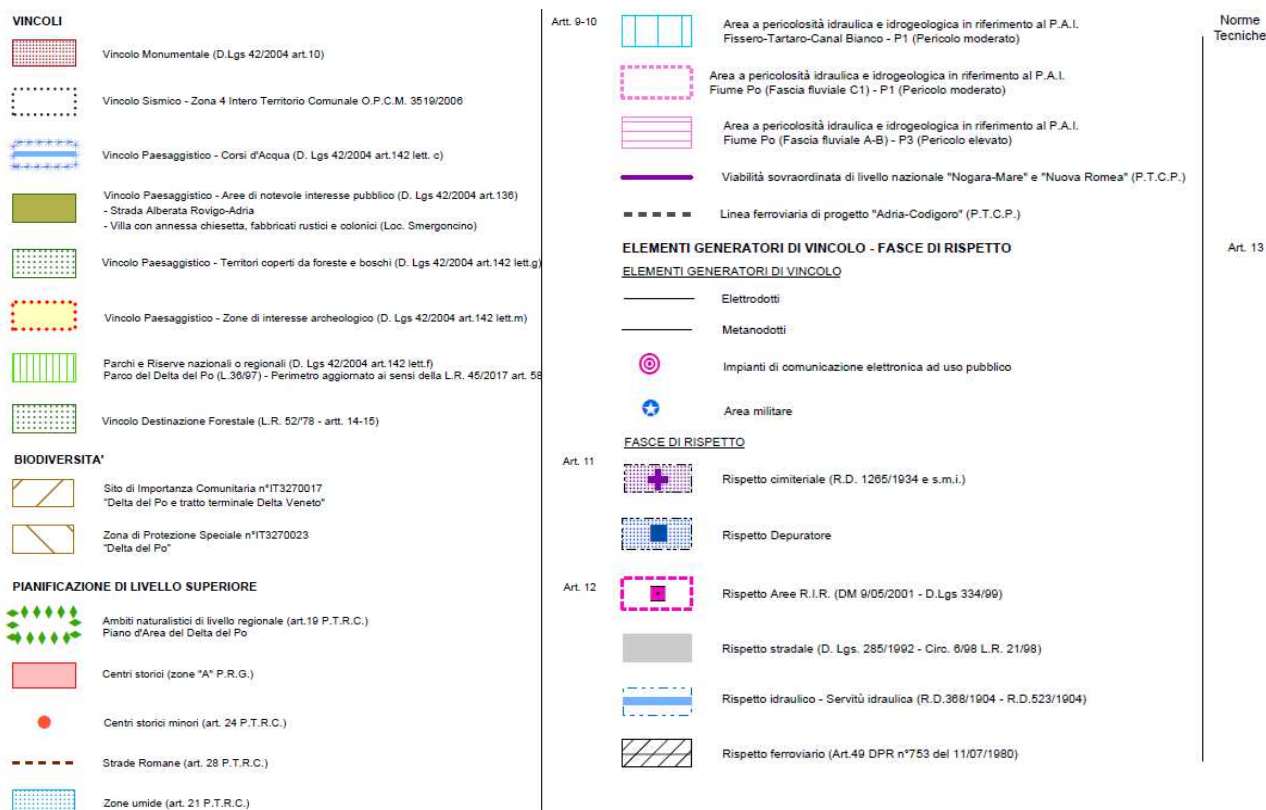 VINCOLI
Artt. 9-10
Vincolo Monumentale (D.Lgs 42/2004 art.10)
Vincolo Sismico - Zona 4 Intero Territorio Comunale O.P.C.M. 3519/2006
Vincolo Paesaggistico - Corsi d'Acqua (D. Lgs 42/2004 art.142 lett. c)
Vincolo Paesaggistico - Aree di notevole interesse pubblico (D. Lgs 42/2004 art.136)
- Strada Alberata Rovigo-Adria
- Villa con annessa chiesetta, fabbricati rustici e colonici (Loc. Smergoncino)
Vincolo Paesaggistico - Territori coperti da foreste e boschi (D. Lgs 42/2004 art.142 lett.g)
Vincolo Paesaggistico - Zone di interesse archeologico (D. Lgs 42/2004 art.142 lett.m)
Parchi e Riserve nazionali o regionali (D. Lgs 42/2004 art.142 lett.f)
Parco del Delta del Po (L.36/97) - Perimetro aggiornato ai sensi della L.R. 45/2017 art. 58
Vincolo Destinazione Forestale (L.R. 52/'78 - artt. 14-15)
BIODIVERSITA'
Art. 11
Sito di Importanza Comunitaria n°IT3270017
"Delta del Po e tratto terminale Delta Veneto"
Zona di Protezione Speciale n°IT3270023
"Delta del Po"
PIANIFICAZIONE DI LIVELLO SUPERIORE
Art. 12
Ambiti naturalistici di livello regionale (art.19 P.T.R.C.)
Piano d'Area del Delta del Po
Centri storici (zone "A" P.R.G.)
Centri storici minori (art. 24 P.T.R.C.)
Strade Romane (art. 28 P.T.R.C.)
Zone umide (art. 21 P.T.R.C.)
Norme
Tecniche
Area a pericolosità idraulica e idrogeologica in riferimento al P.A.I.
Fissero-Tartaro-Canal Bianco - P1 (Pericolo moderato)
Area a pericolosità idraulica e idrogeologica in riferimento al P.A.I.
Fiume Po (Fascia fluviale C1) - P1 (Pericolo moderato)
Area a pericolosità idraulica e idrogeologica in riferimento al P.A.I.
Fiume Po (Fascia fluviale A-B) - P3 (Pericolo elevato)
Viabilità sovraordinata di livello nazionale "Nogara-Mare" e "Nuova Romea" (P.T.C.P.)
Linea ferroviaria di progetto "Adria-Codigoro" (P.T.C.P.)
ELEMENTI GENERATORI DI VINCOLO - FASCE DI RISPETTO
Art. 13
ELEMENTI GENERATORI DI VINCOLO
Elettrodotti
Metanodotti
Impianti di comunicazione elettronica ad uso pubblico
Area militare
FASCE DI RISPETTO
Rispetto cimiteriale (R.D. 1265/1934 e s.m.i.)
Rispetto Depuratore
Rispetto Aree R.I.R. (DM 9/05/2001 - D.Lgs 334/99)
Rispetto stradale (D. Lgs. 285/1992 - Circ. 6/98 L.R. 21/98)
Rispetto idraulico - Servitù idraulica (R.D.368/1904 - R.D.523/1904)
Rispetto ferroviario (Art.49 DPR n°753 del 11/07/1980)